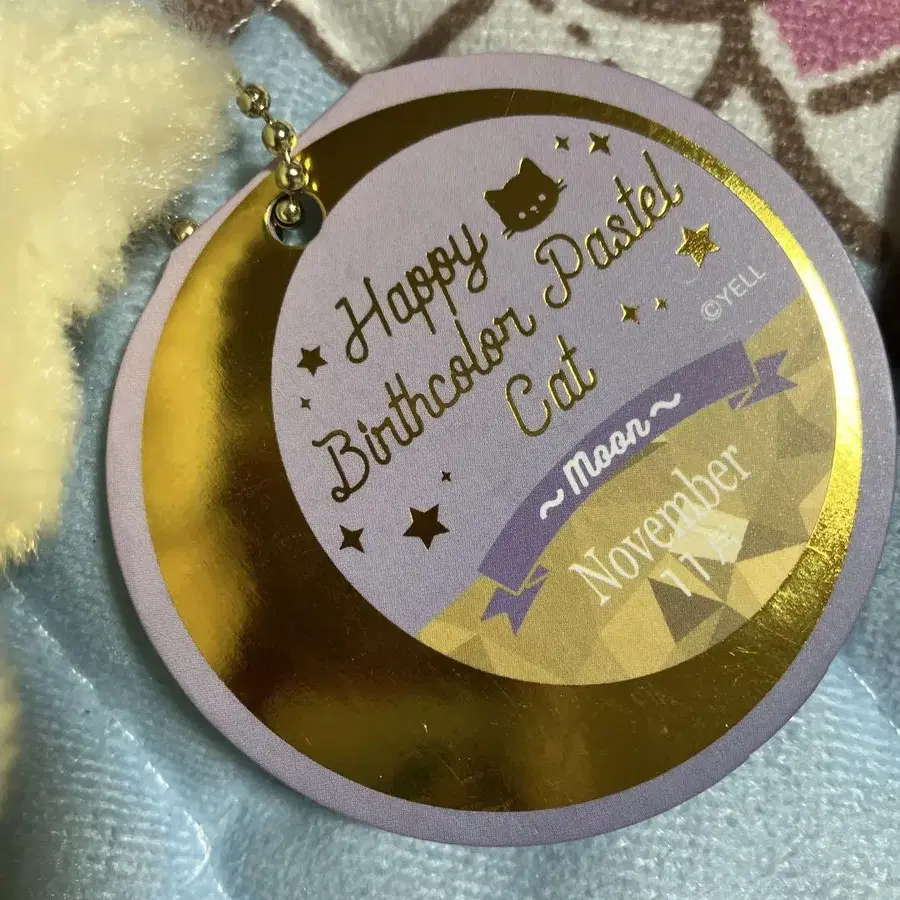 Happy
Birthcolor Pastel
Cat
©YELL
~Moon~
November
11月